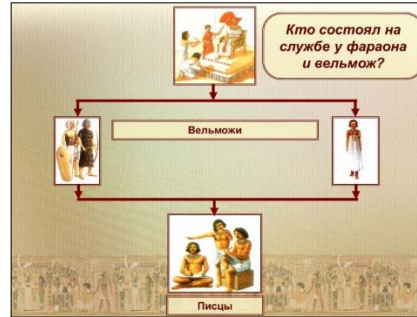 Кто состоял на
службе у фараона
и вельмож?
Вельможи
Писцы